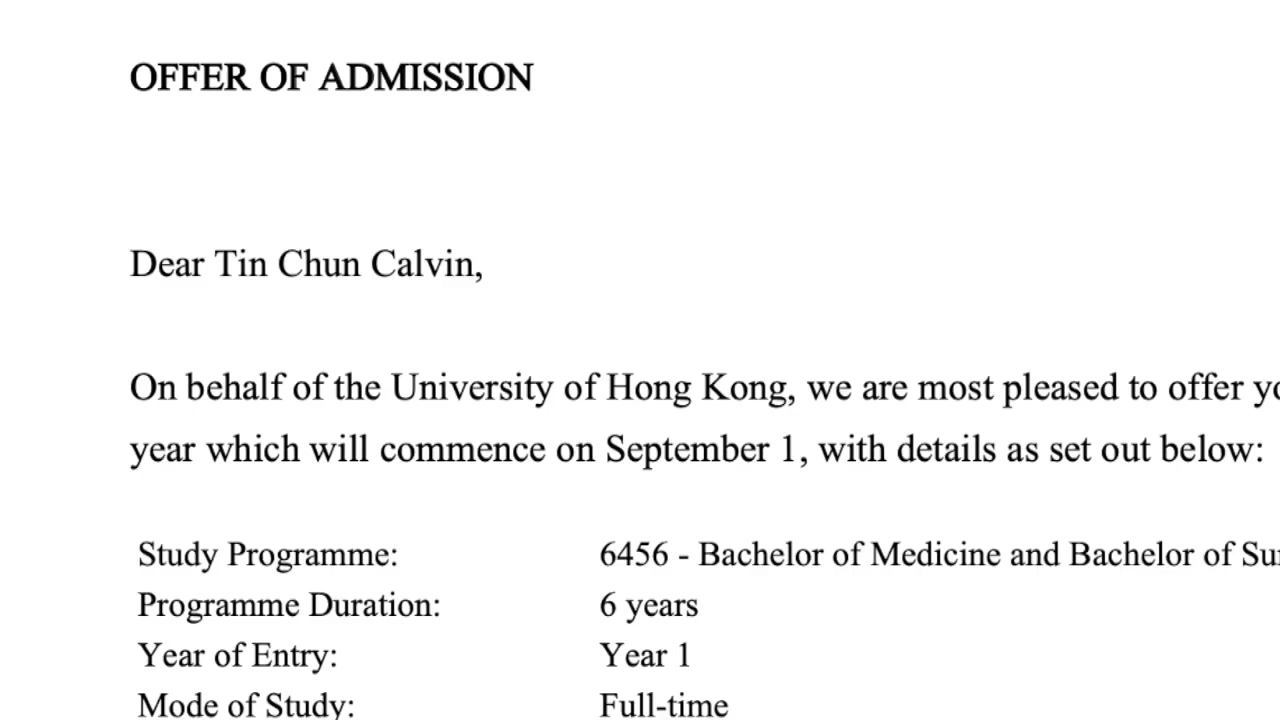 OFFER OF ADMISSION
Dear Tin Chun Calvin,
On behalf of the University of Hong Kong, we are most pleased to offer
year which will commence on September 1, with details as set out below:
Study Programme: 6456 - Bachelor of Medicine and Bachelor of
Programme Duration: 6 years
Year of Entry: Year 1
Mode of Study: Full-time